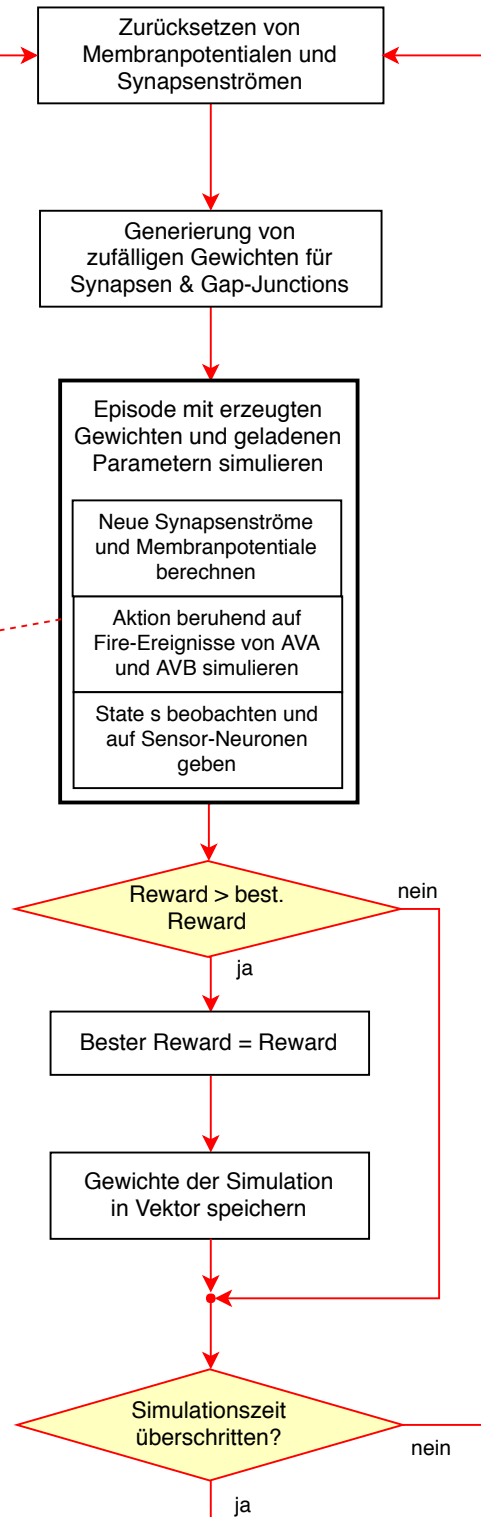 Zurücksetzen von
Membranpotentialen und
Synapsenströmen
Generierung von
zufälligen Gewichten für
Synapsen & Gap-Junctions
Episode mit erzeugten
Gewichten und geladenen
Parametern simulieren
Neue Synapsenströme
und Membranpotentiale
berechnen
Aktion beruhend auf
Fire-Ereignisse von AVA
und AVB simulieren
State s beobachten und
auf Sensor-Neuronen
geben
Reward > best.
Reward
nein
ja
Bester Reward = Reward
Gewichte der Simulation
in Vektor speichern
Simulationszeit
überschritten?
nein
ja